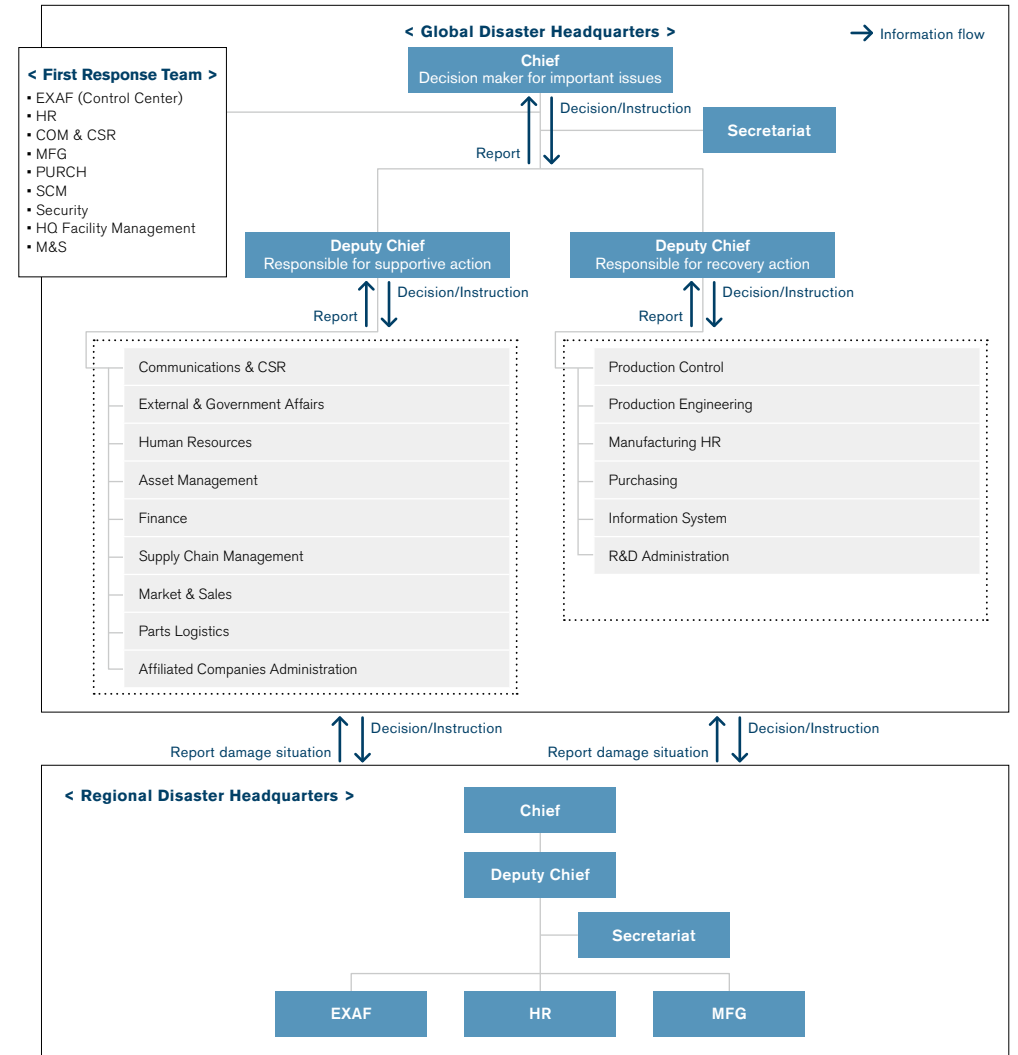 < Global Disaster Headquarters >
Information flow
Chief
Decision maker for important issues
< First Response Team >
▪ EXAF (Control Center)
▪ HR
▪ COM & CSR
▪ MFG
▪ PURCH
▪ SCM
▪ Security
▪ HQ Facility Management
▪ M&S
Decision/Instruction
Report
Secretariat
Deputy Chief
Responsible for supportive action
Deputy Chief
Responsible for recovery action
Decision/Instruction
Report
Decision/Instruction
Report
Communications & CSR
External & Government Affairs
Human Resources
Asset Management
Finance
Supply Chain Management
Market & Sales
Parts Logistics
Affiliated Companies Administration
Production Control
Production Engineering
Manufacturing HR
Purchasing
Information System
R&D Administration
Decision/Instruction
Report damage situation
Decision/Instruction
Report damage situation
< Regional Disaster Headquarters >
Chief
Deputy Chief
Secretariat
EXAF
HR
MFG